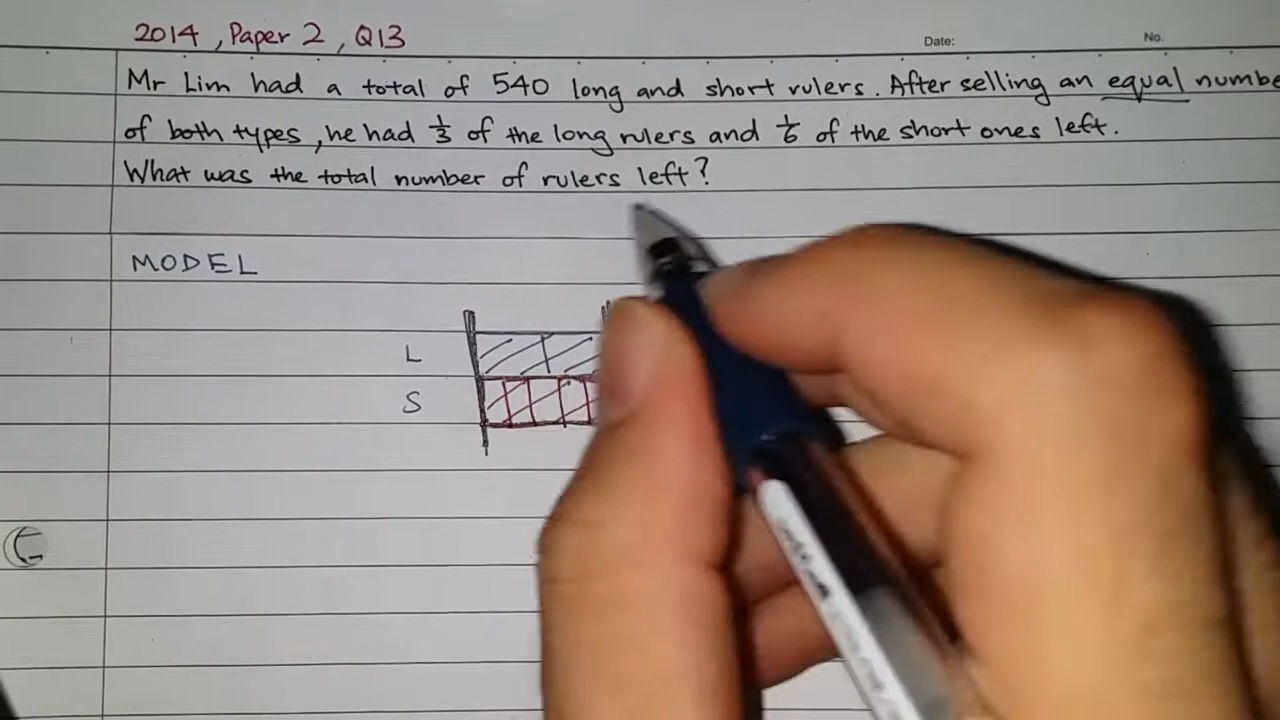 2014, Paper 2, Q13
Date:
No.
Mr Lim had a total of 540 long and short rulers. After selling an equal numbe
of both types, he had 1/3 of the long rulers and 1/6 of the short ones left.
What was the total number of rulers left?
MODEL
L
S